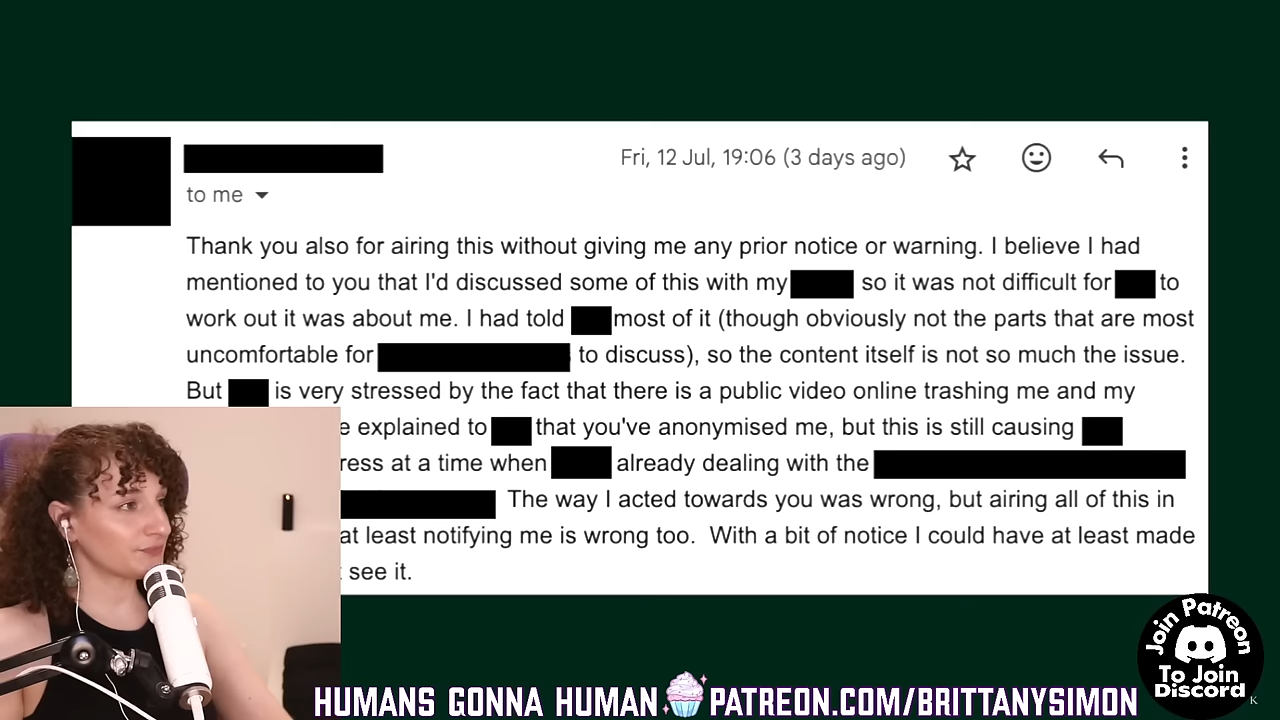 Fri, 12 Jul, 19:06 (3 days ago)
to me
Thank you also for airing this without giving me any prior notice or warning. I believe I had
mentioned to you that I'd discussed some of this with my so it was not difficult for to
work out it was about me. I had told most of it (though obviously not the parts that are most
uncomfortable for to discuss), so the content itself is not so much the issue.
But is very stressed by the fact that there is a public video online trashing me and my
explained to that you've anonymised me, but this is still causing
at a time when already dealing with the
The way I acted towards you was wrong, but airing all of this in
at least notifying me is wrong too. With a bit of notice I could have at least made
see it.
HUMANS GONNA HUMAN PATREON.COM/BRITTANYSIMON
Join Patreon
To Join
Discord
K